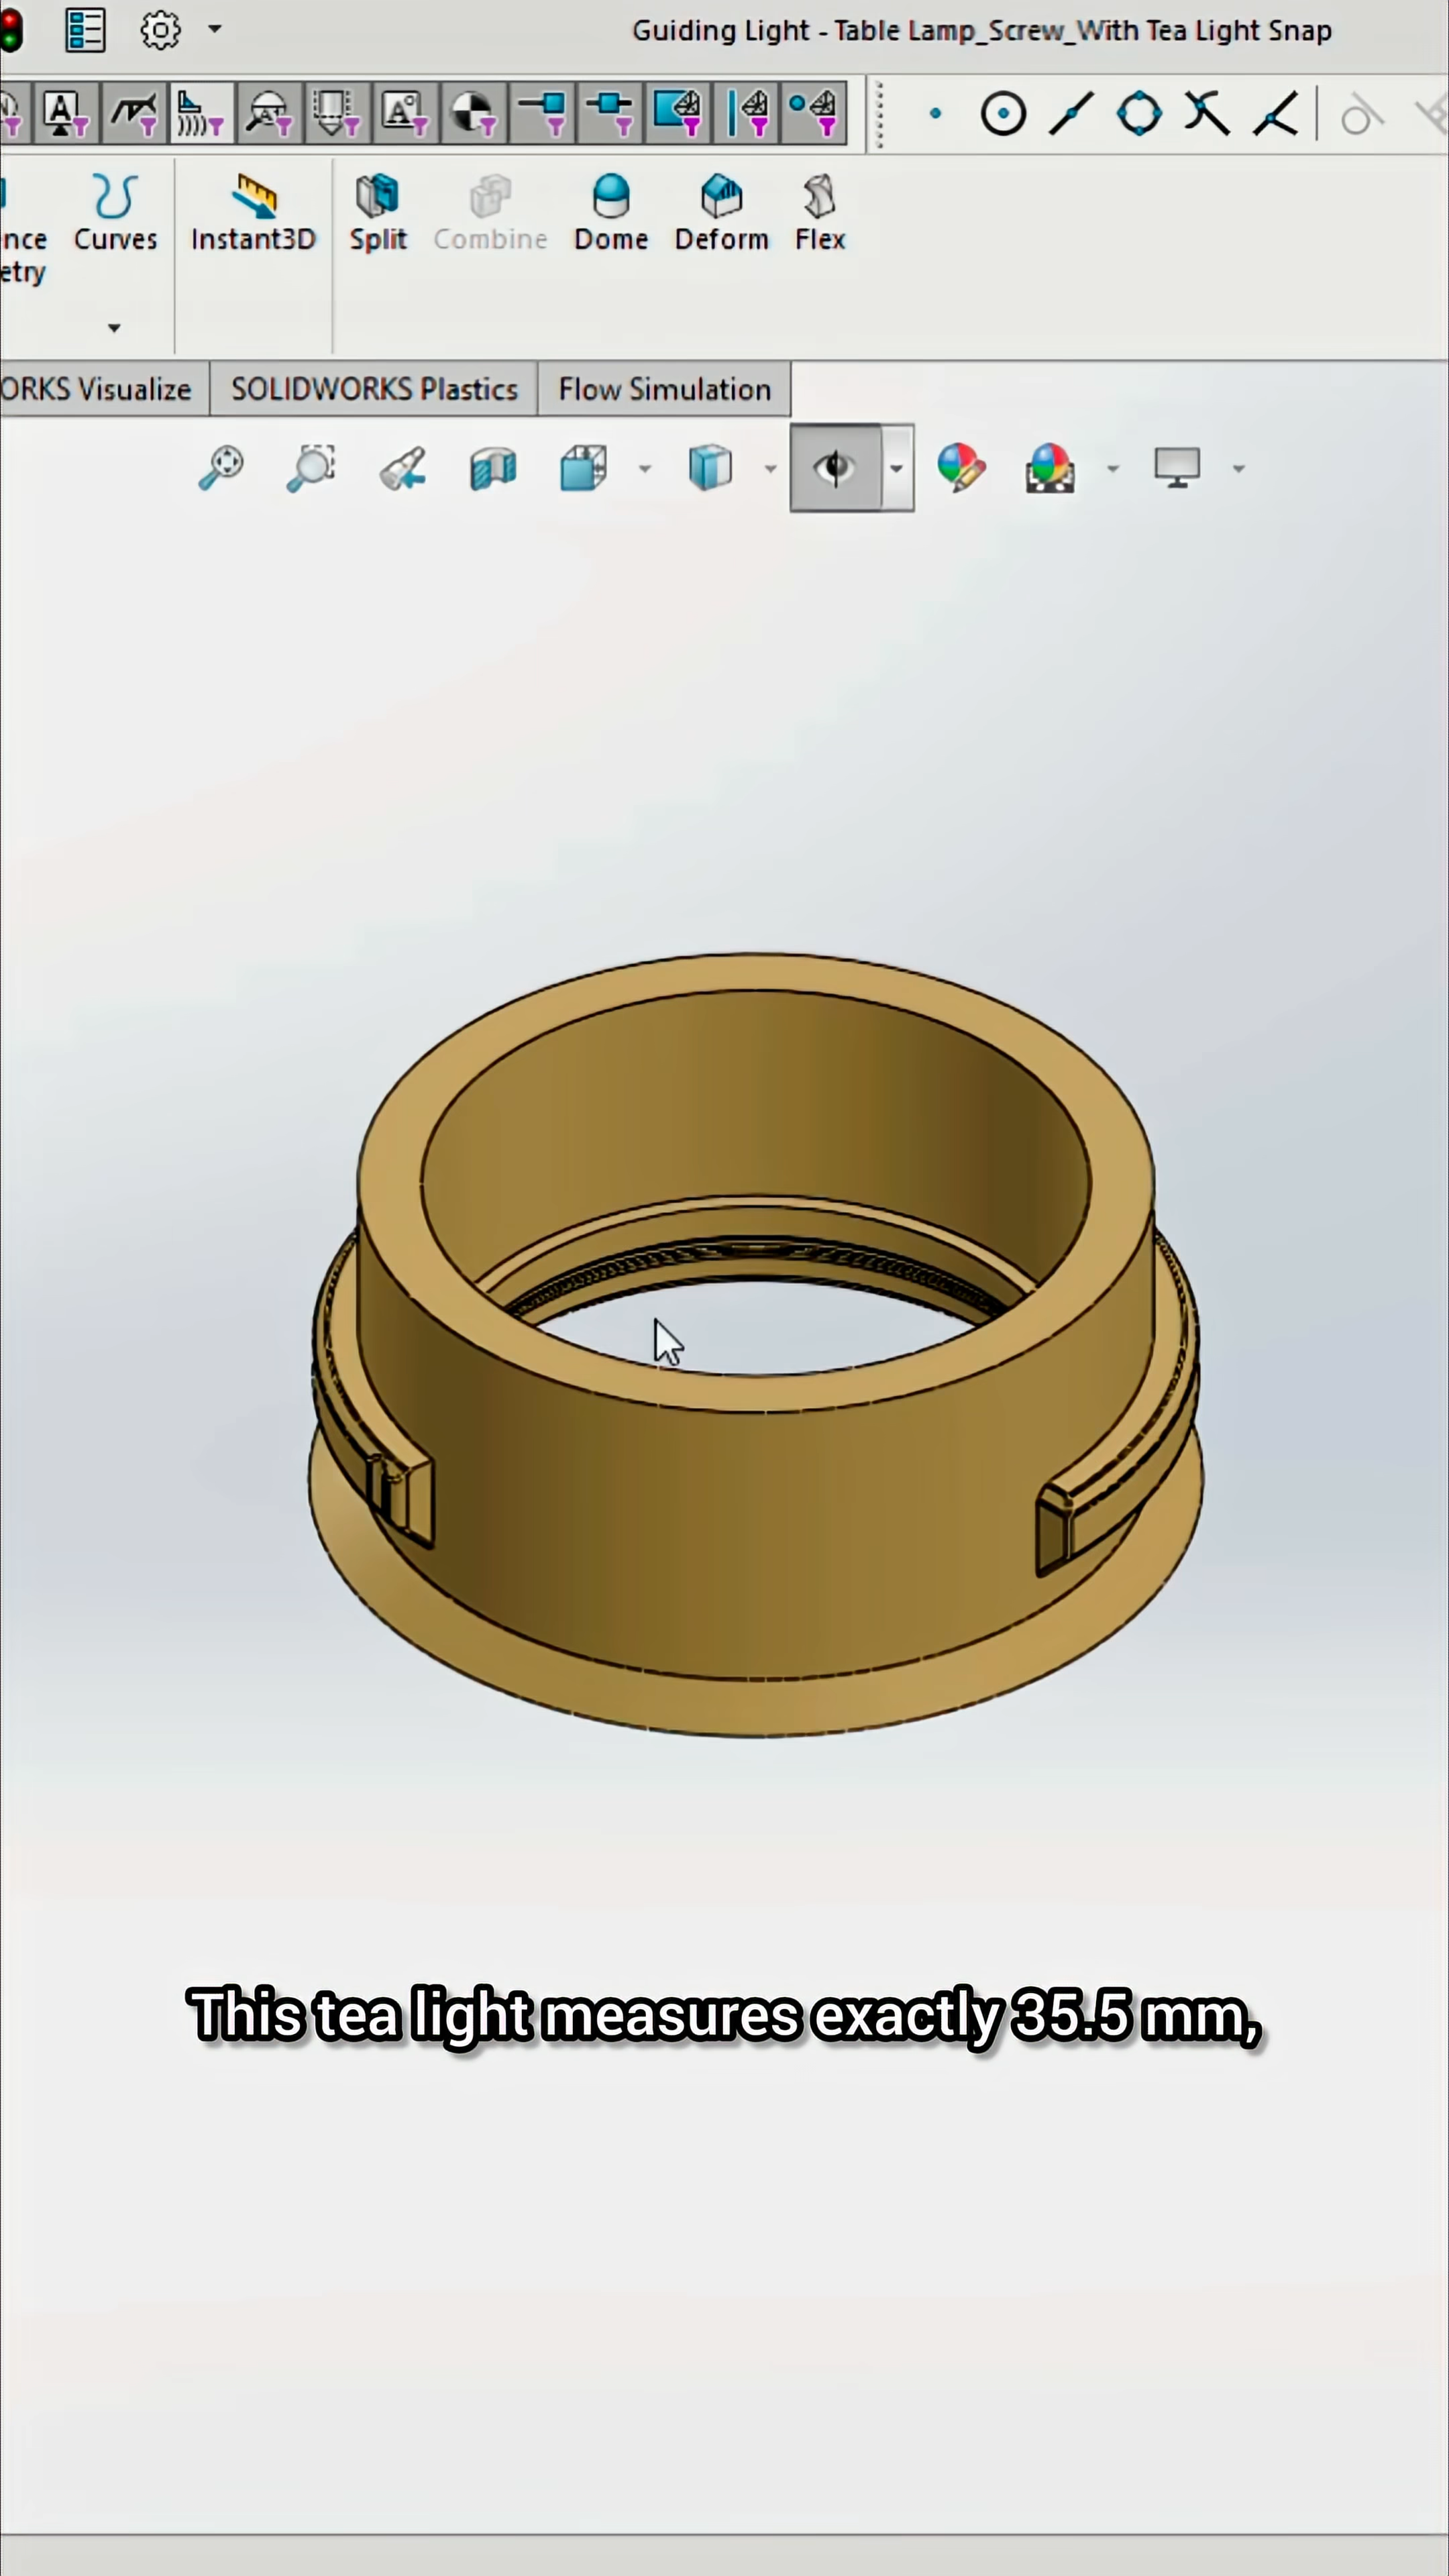 Guiding Light - Table Lamp_Screw_With Tea Light Snap
nce
etry
Curves
Instant3D
Split
Combine
Dome
Deform
Flex
ORKS Visualize
SOLIDWORKS Plastics
Flow Simulation
This tea light measures exactly 35.5 mm,